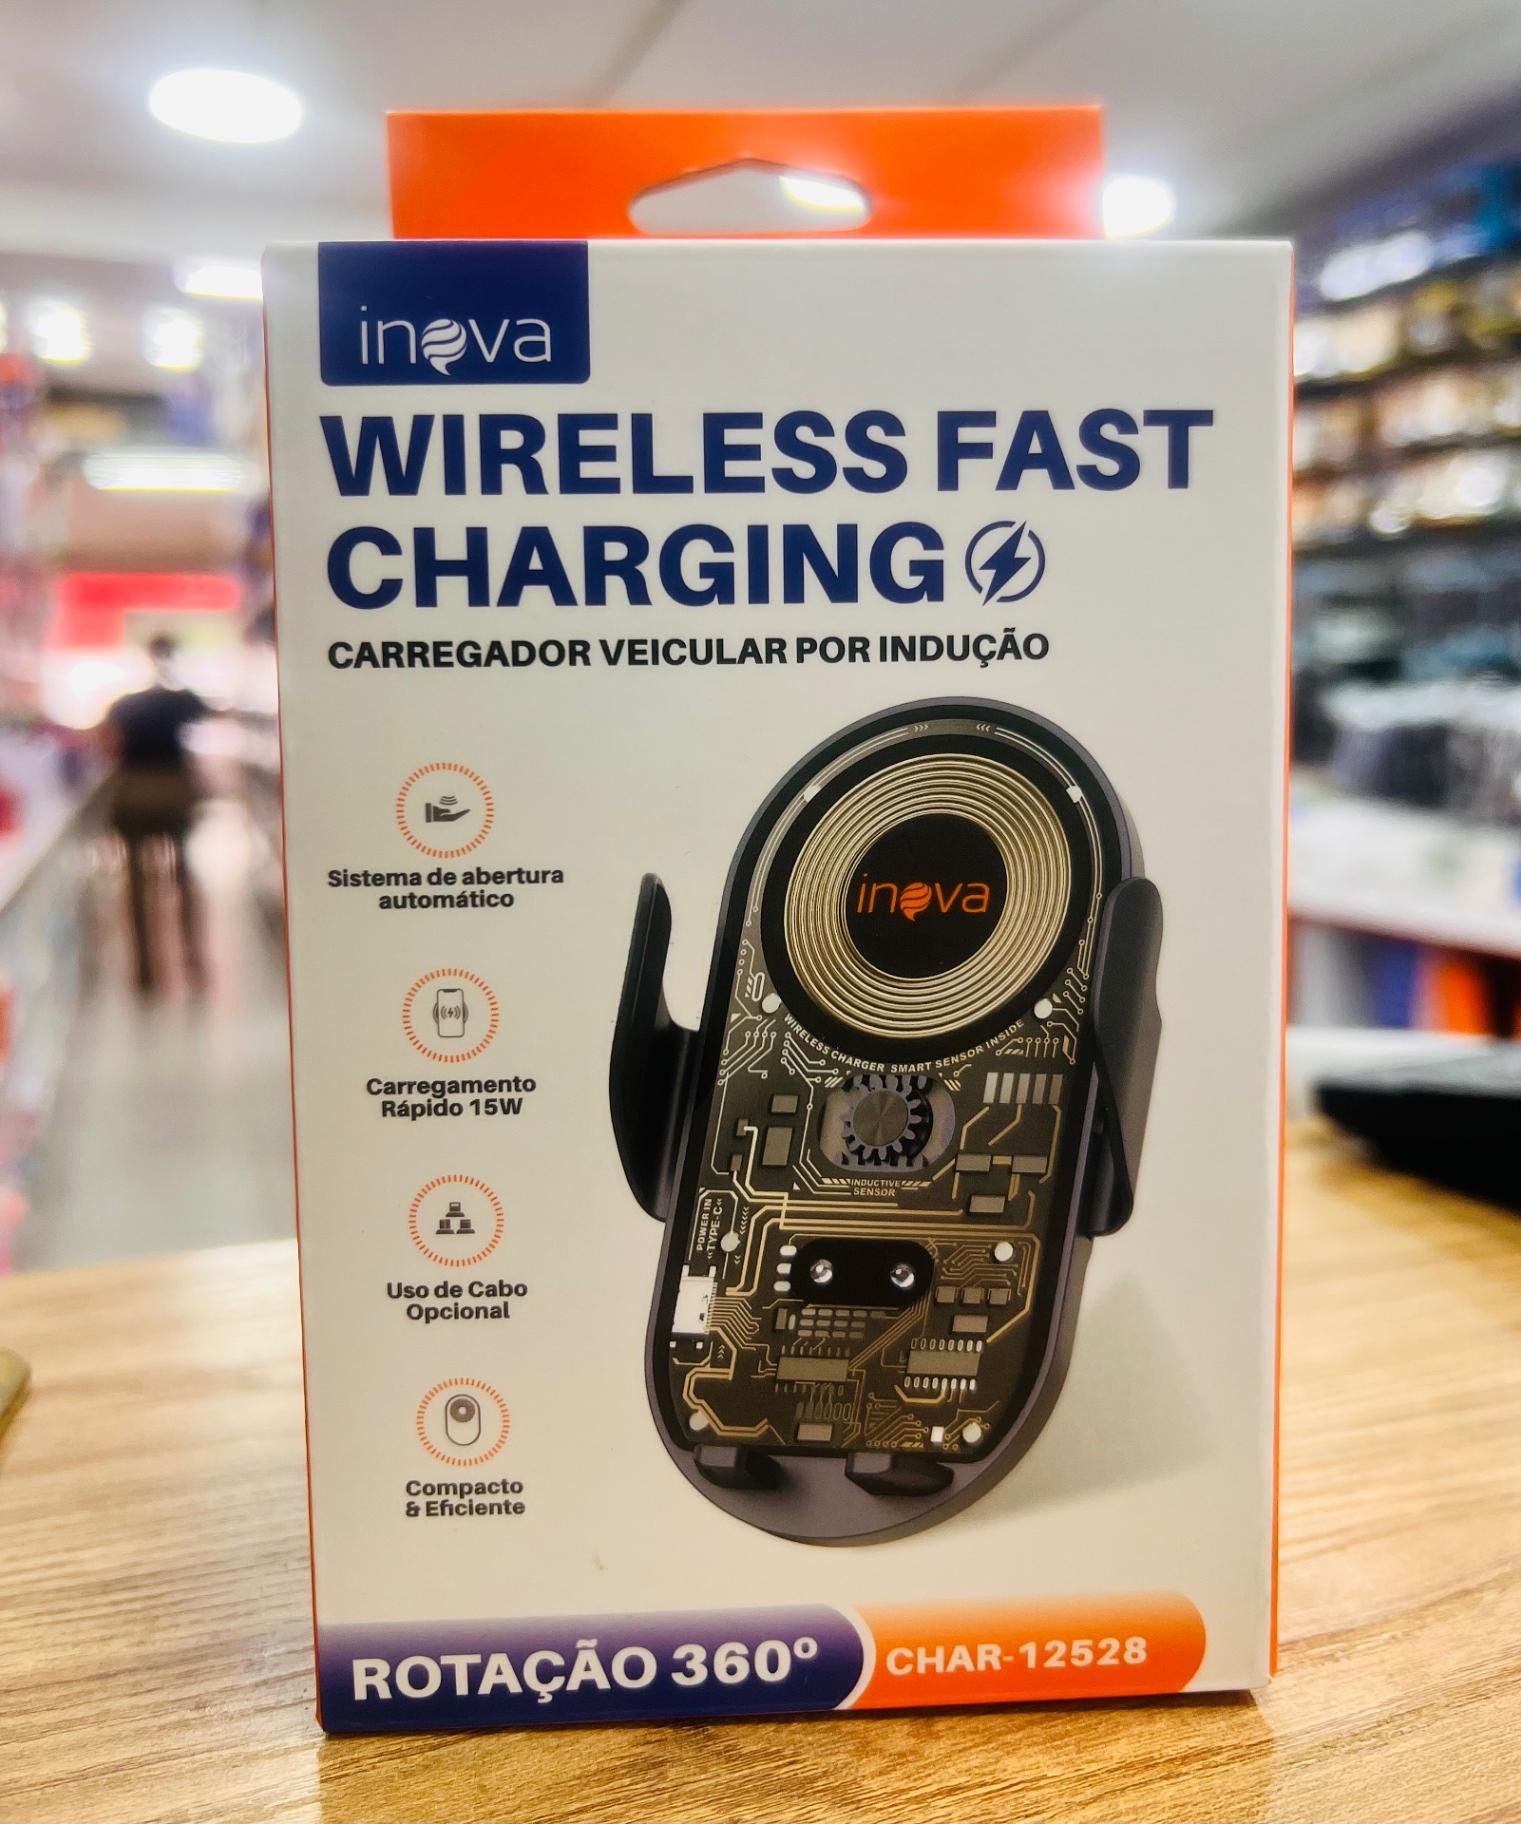 inova
WIRELESS FAST
CHARGING
CARREGADOR VEICULAR POR INDUÇÃO
Sistema de abertura
automático
Carregamento
Rápido 15W
Uso de Cabo
Opcional
Compacto
& Eficiente
inova
WIRELESS CHARGER SMART SENSOR INSIDE
INDUCTIVE
SENSOR
POWER IN
TYPE-C
ROTAÇÃO 360º
CHAR-12528